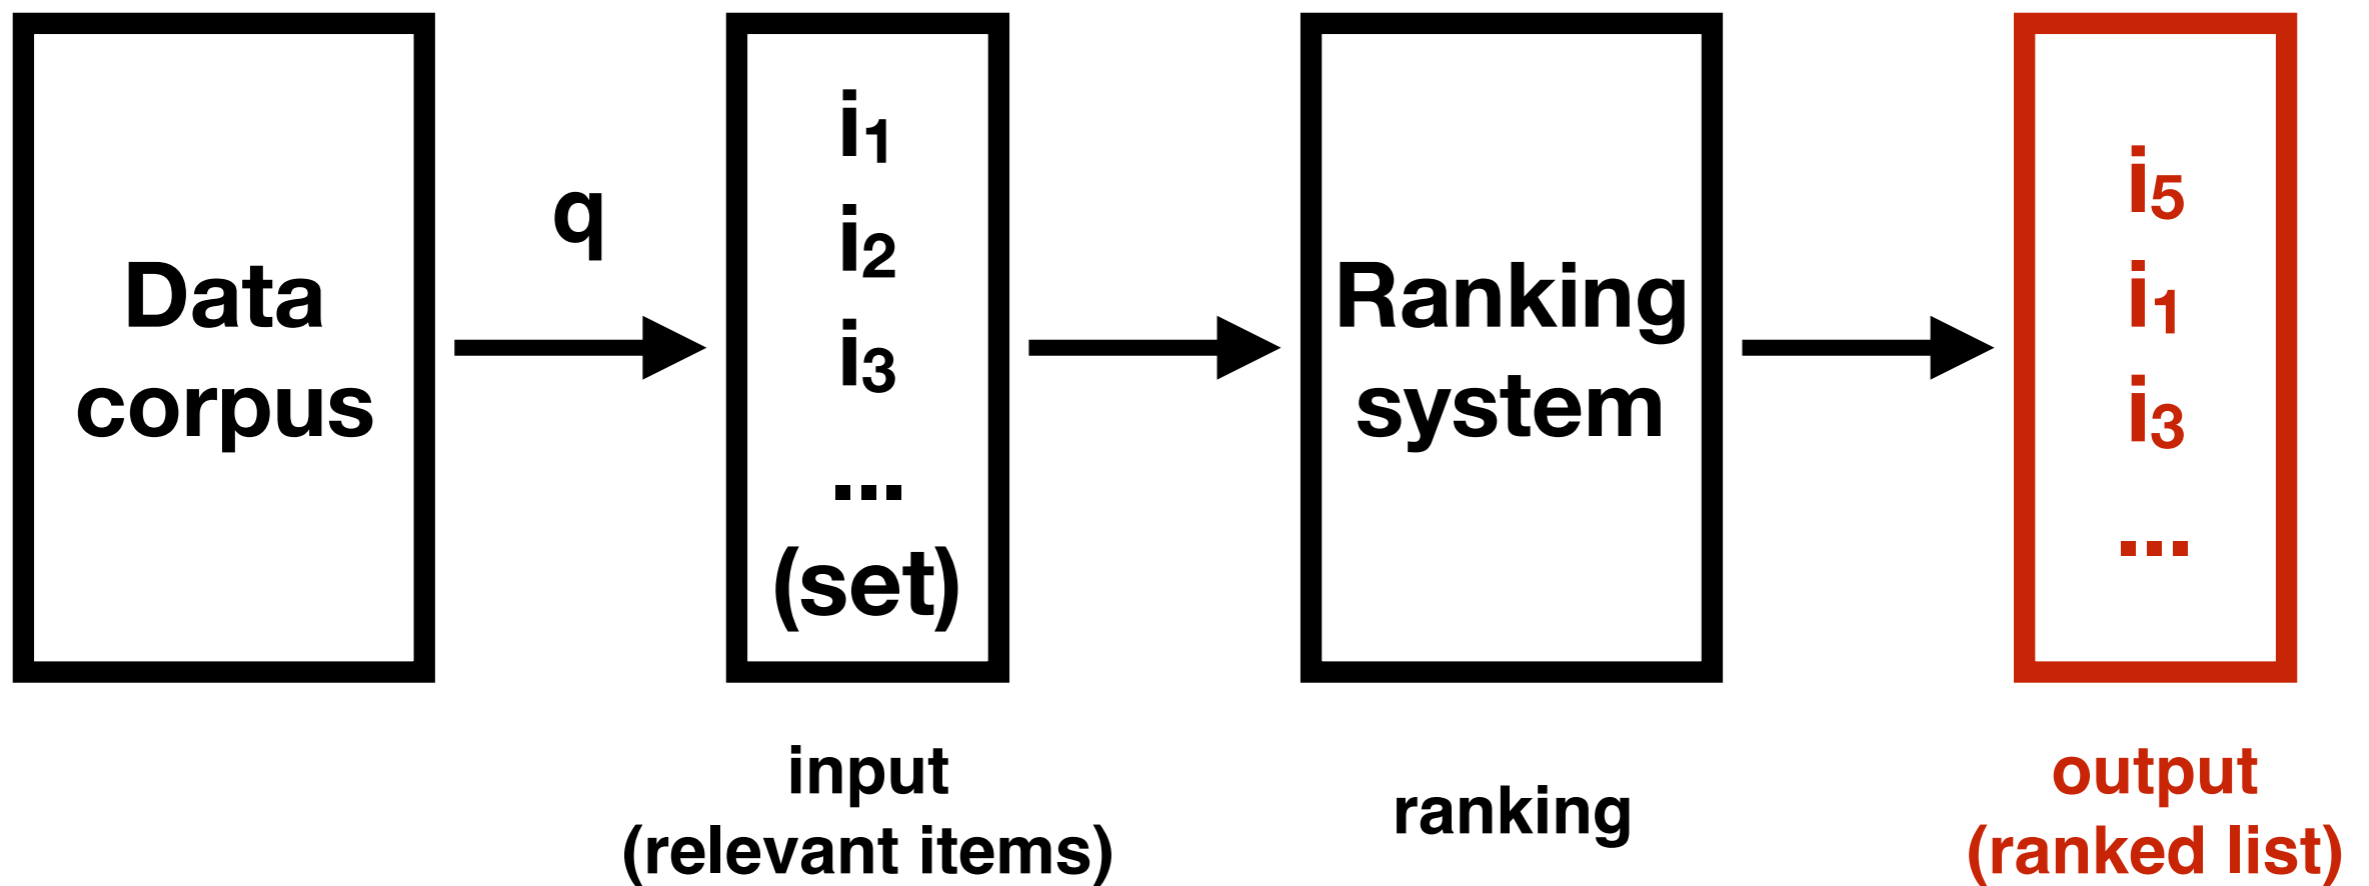 Data
corpus
q
i₁
i₂
i₃
...
(set)
input
(relevant items)
Ranking
system
ranking
i₅
i₁
i₃
...
output
(ranked list)